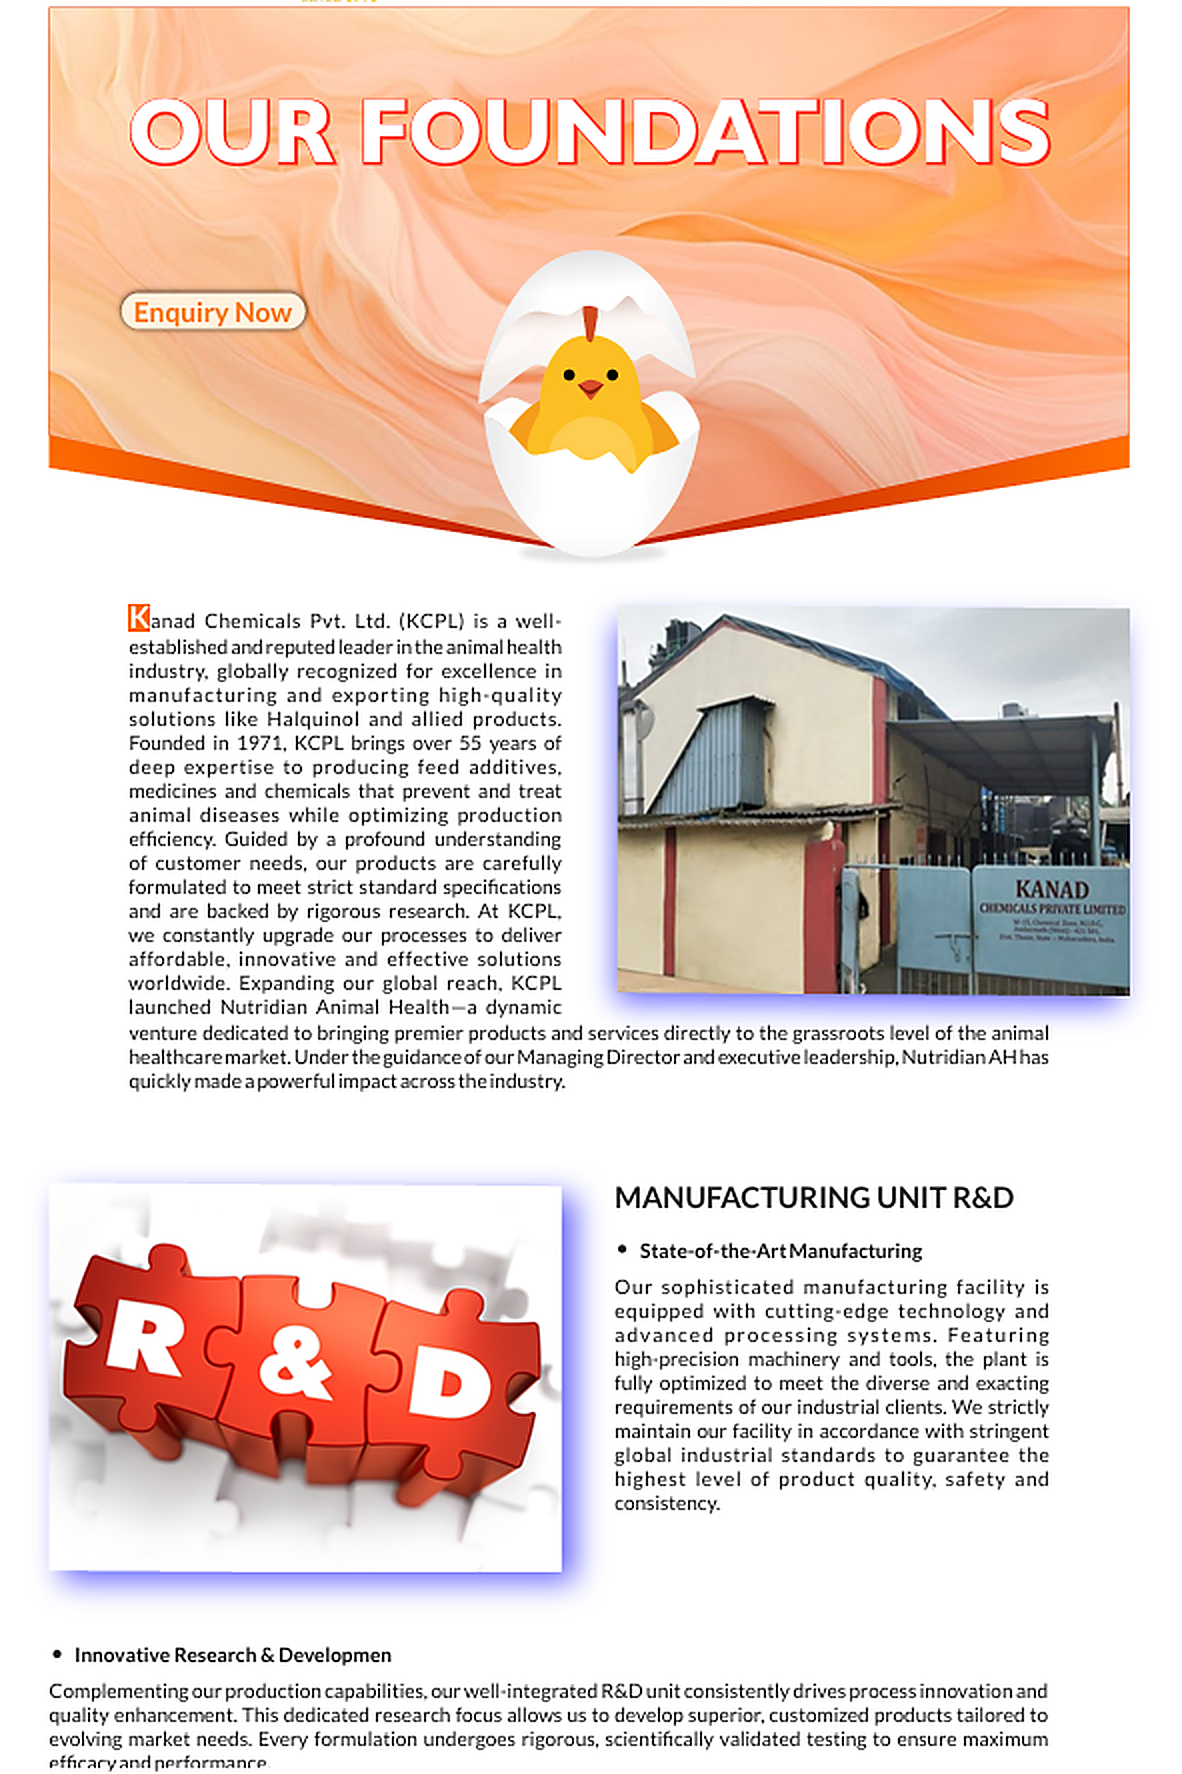 OUR FOUNDATIONS
Enquiry Now
Kanad Chemicals Pvt. Ltd. (KCPL) is a well-
established and reputed leader in the animal health
industry, globally recognized for excellence in
manufacturing and exporting high-quality
solutions like Halquinol and allied products.
Founded in 1971, KCPL brings over 55 years of
deep expertise to producing feed additives,
medicines and chemicals that prevent and treat
animal diseases while optimizing production
efficiency. Guided by a profound understanding
of customer needs, our products are carefully
formulated to meet strict standard specifications
and are backed by rigorous research. At KCPL,
we constantly upgrade our processes to deliver
affordable, innovative and effective solutions
worldwide. Expanding our global reach, KCPL
launched Nutridian Animal Health—a dynamic
venture dedicated to bringing premier products and services directly to the grassroots level of the animal
healthcare market. Under the guidance of our Managing Director and executive leadership, Nutridian AH has
quickly made a powerful impact across the industry.
KANAD
CHEMICALS PRIVATE LIMITED
R & D
MANUFACTURING UNIT R&D
• State-of-the-Art Manufacturing
Our sophisticated manufacturing facility is
equipped with cutting-edge technology and
advanced processing systems. Featuring
high-precision machinery and tools, the plant is
fully optimized to meet the diverse and exacting
requirements of our industrial clients. We strictly
maintain our facility in accordance with stringent
global industrial standards to guarantee the
highest level of product quality, safety and
consistency.
• Innovative Research & Developmen
Complementing our production capabilities, our well-integrated R&D unit consistently drives process innovation and
quality enhancement. This dedicated research focus allows us to develop superior, customized products tailored to
evolving market needs. Every formulation undergoes rigorous, scientifically validated testing to ensure maximum
efficacy and performance.